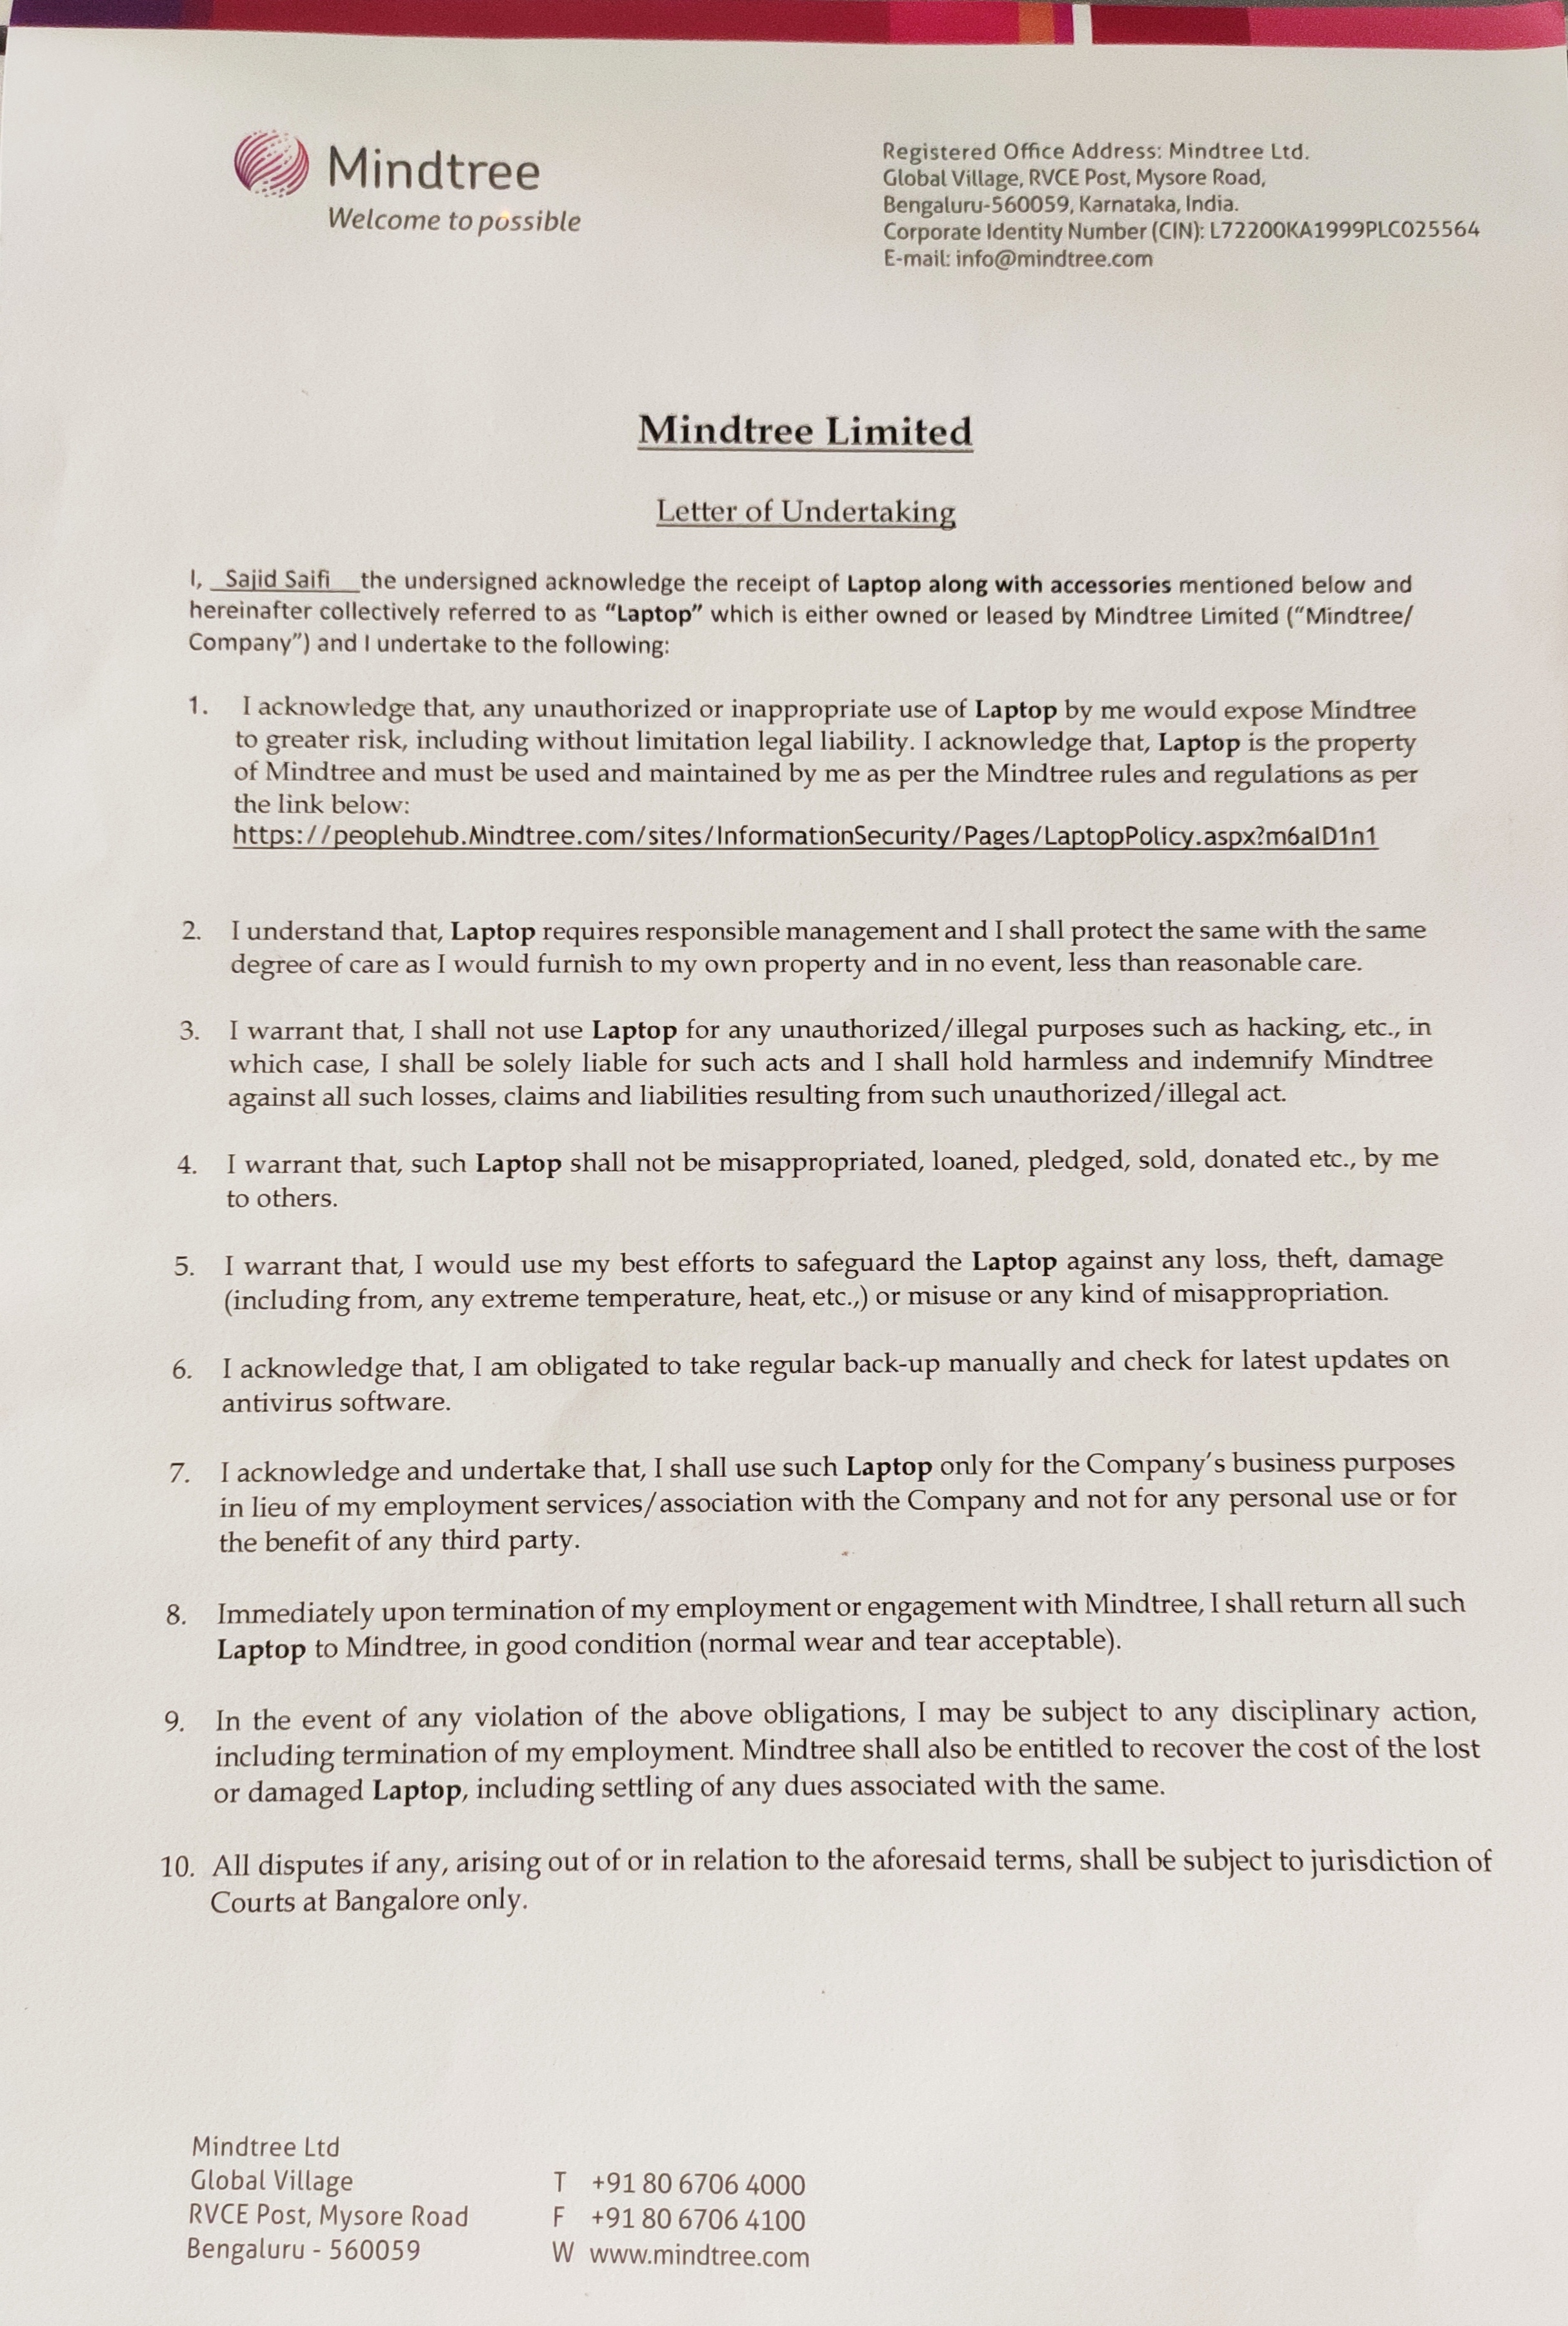 Mindtree
Welcome to possible
Registered Office Address: Mindtree Ltd.
Global Village, RVCE Post, Mysore Road,
Bengaluru-560059, Karnataka, India.
Corporate Identity Number (CIN): L72200KA1999PLC025564
E-mail: info@mindtree.com
Mindtree Limited
Letter of Undertaking
I, Sajid Saifi the undersigned acknowledge the receipt of Laptop along with accessories mentioned below and
hereinafter collectively referred to as “Laptop” which is either owned or leased by Mindtree Limited (“Mindtree/
Company”) and I undertake to the following:
1. I acknowledge that, any unauthorized or inappropriate use of Laptop by me would expose Mindtree
to greater risk, including without limitation legal liability. I acknowledge that, Laptop is the property
of Mindtree and must be used and maintained by me as per the Mindtree rules and regulations as per
the link below:
https://peoplehub.Mindtree.com/sites/InformationSecurity/Pages/LaptopPolicy.aspx?m6aID1n1
2. I understand that, Laptop requires responsible management and I shall protect the same with the same
degree of care as I would furnish to my own property and in no event, less than reasonable care.
3. I warrant that, I shall not use Laptop for any unauthorized/illegal purposes such as hacking, etc., in
which case, I shall be solely liable for such acts and I shall hold harmless and indemnify Mindtree
against all such losses, claims and liabilities resulting from such unauthorized/illegal act.
4. I warrant that, such Laptop shall not be misappropriated, loaned, pledged, sold, donated etc., by me
to others.
5. I warrant that, I would use my best efforts to safeguard the Laptop against any loss, theft, damage
(including from, any extreme temperature, heat, etc.,) or misuse or any kind of misappropriation.
6. I acknowledge that, I am obligated to take regular back-up manually and check for latest updates on
antivirus software.
7. I acknowledge and undertake that, I shall use such Laptop only for the Company's business purposes
in lieu of my employment services/association with the Company and not for any personal use or for
the benefit of any third party.
8. Immediately upon termination of my employment or engagement with Mindtree, I shall return all such
Laptop to Mindtree, in good condition (normal wear and tear acceptable).
9. In the event of any violation of the above obligations, I may be subject to any disciplinary action,
including termination of my employment. Mindtree shall also be entitled to recover the cost of the lost
or damaged Laptop, including settling of any dues associated with the same.
10. All disputes if any, arising out of or in relation to the aforesaid terms, shall be subject to jurisdiction of
Courts at Bangalore only.
Mindtree Ltd
Global Village
RVCE Post, Mysore Road
Bengaluru - 560059
T +91 80 6706 4000
F +91 80 6706 4100
W www.mindtree.com